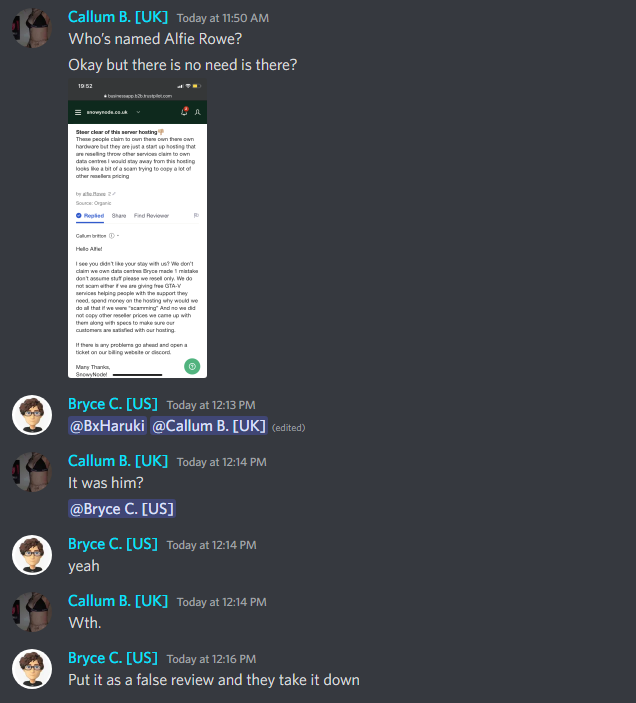 Callum B. [UK] Today at 11:50 AM
Who's named Alfie Rowe?
Okay but there is no need is there?
19:52
businessapp.b2b.trustpilot.com
snowynode.co.uk
Steer clear of this server hosting👎
These people claim to own there own there own
hardware but they are just a start up hosting that
are reselling throw other services claim to own
data centres I would stay away from this hosting
looks like a bit of a scam trying to copy a lot of
other resellers pricing
by alfie Rowe 2
Source: Organic
Replied Share Find Reviewer
Callum britton
Hello Alfie!
I see you didn't like your stay with us? We don't
claim we own data centres Bryce made 1 mistake
don't assume stuff please we resell only. We do
not scam either if we are giving free GTA-V
services helping people with the support they
need, spend money on the hosting why would we
do all that if we were "scamming" And no we did
not copy other reseller prices we came up with
them along with specs to make sure our
customers are satisfied with our hosting.
If there is any problems go ahead and open a
ticket on our billing website or discord.
Many Thanks,
SnowyNode!
Bryce C. [US] Today at 12:13 PM
@BxHaruki @Callum B. [UK] (edited)
Callum B. [UK] Today at 12:14 PM
It was him?
@Bryce C. [US]
Bryce C. [US] Today at 12:14 PM
yeah
Callum B. [UK] Today at 12:14 PM
Wth.
Bryce C. [US] Today at 12:16 PM
Put it as a false review and they take it down